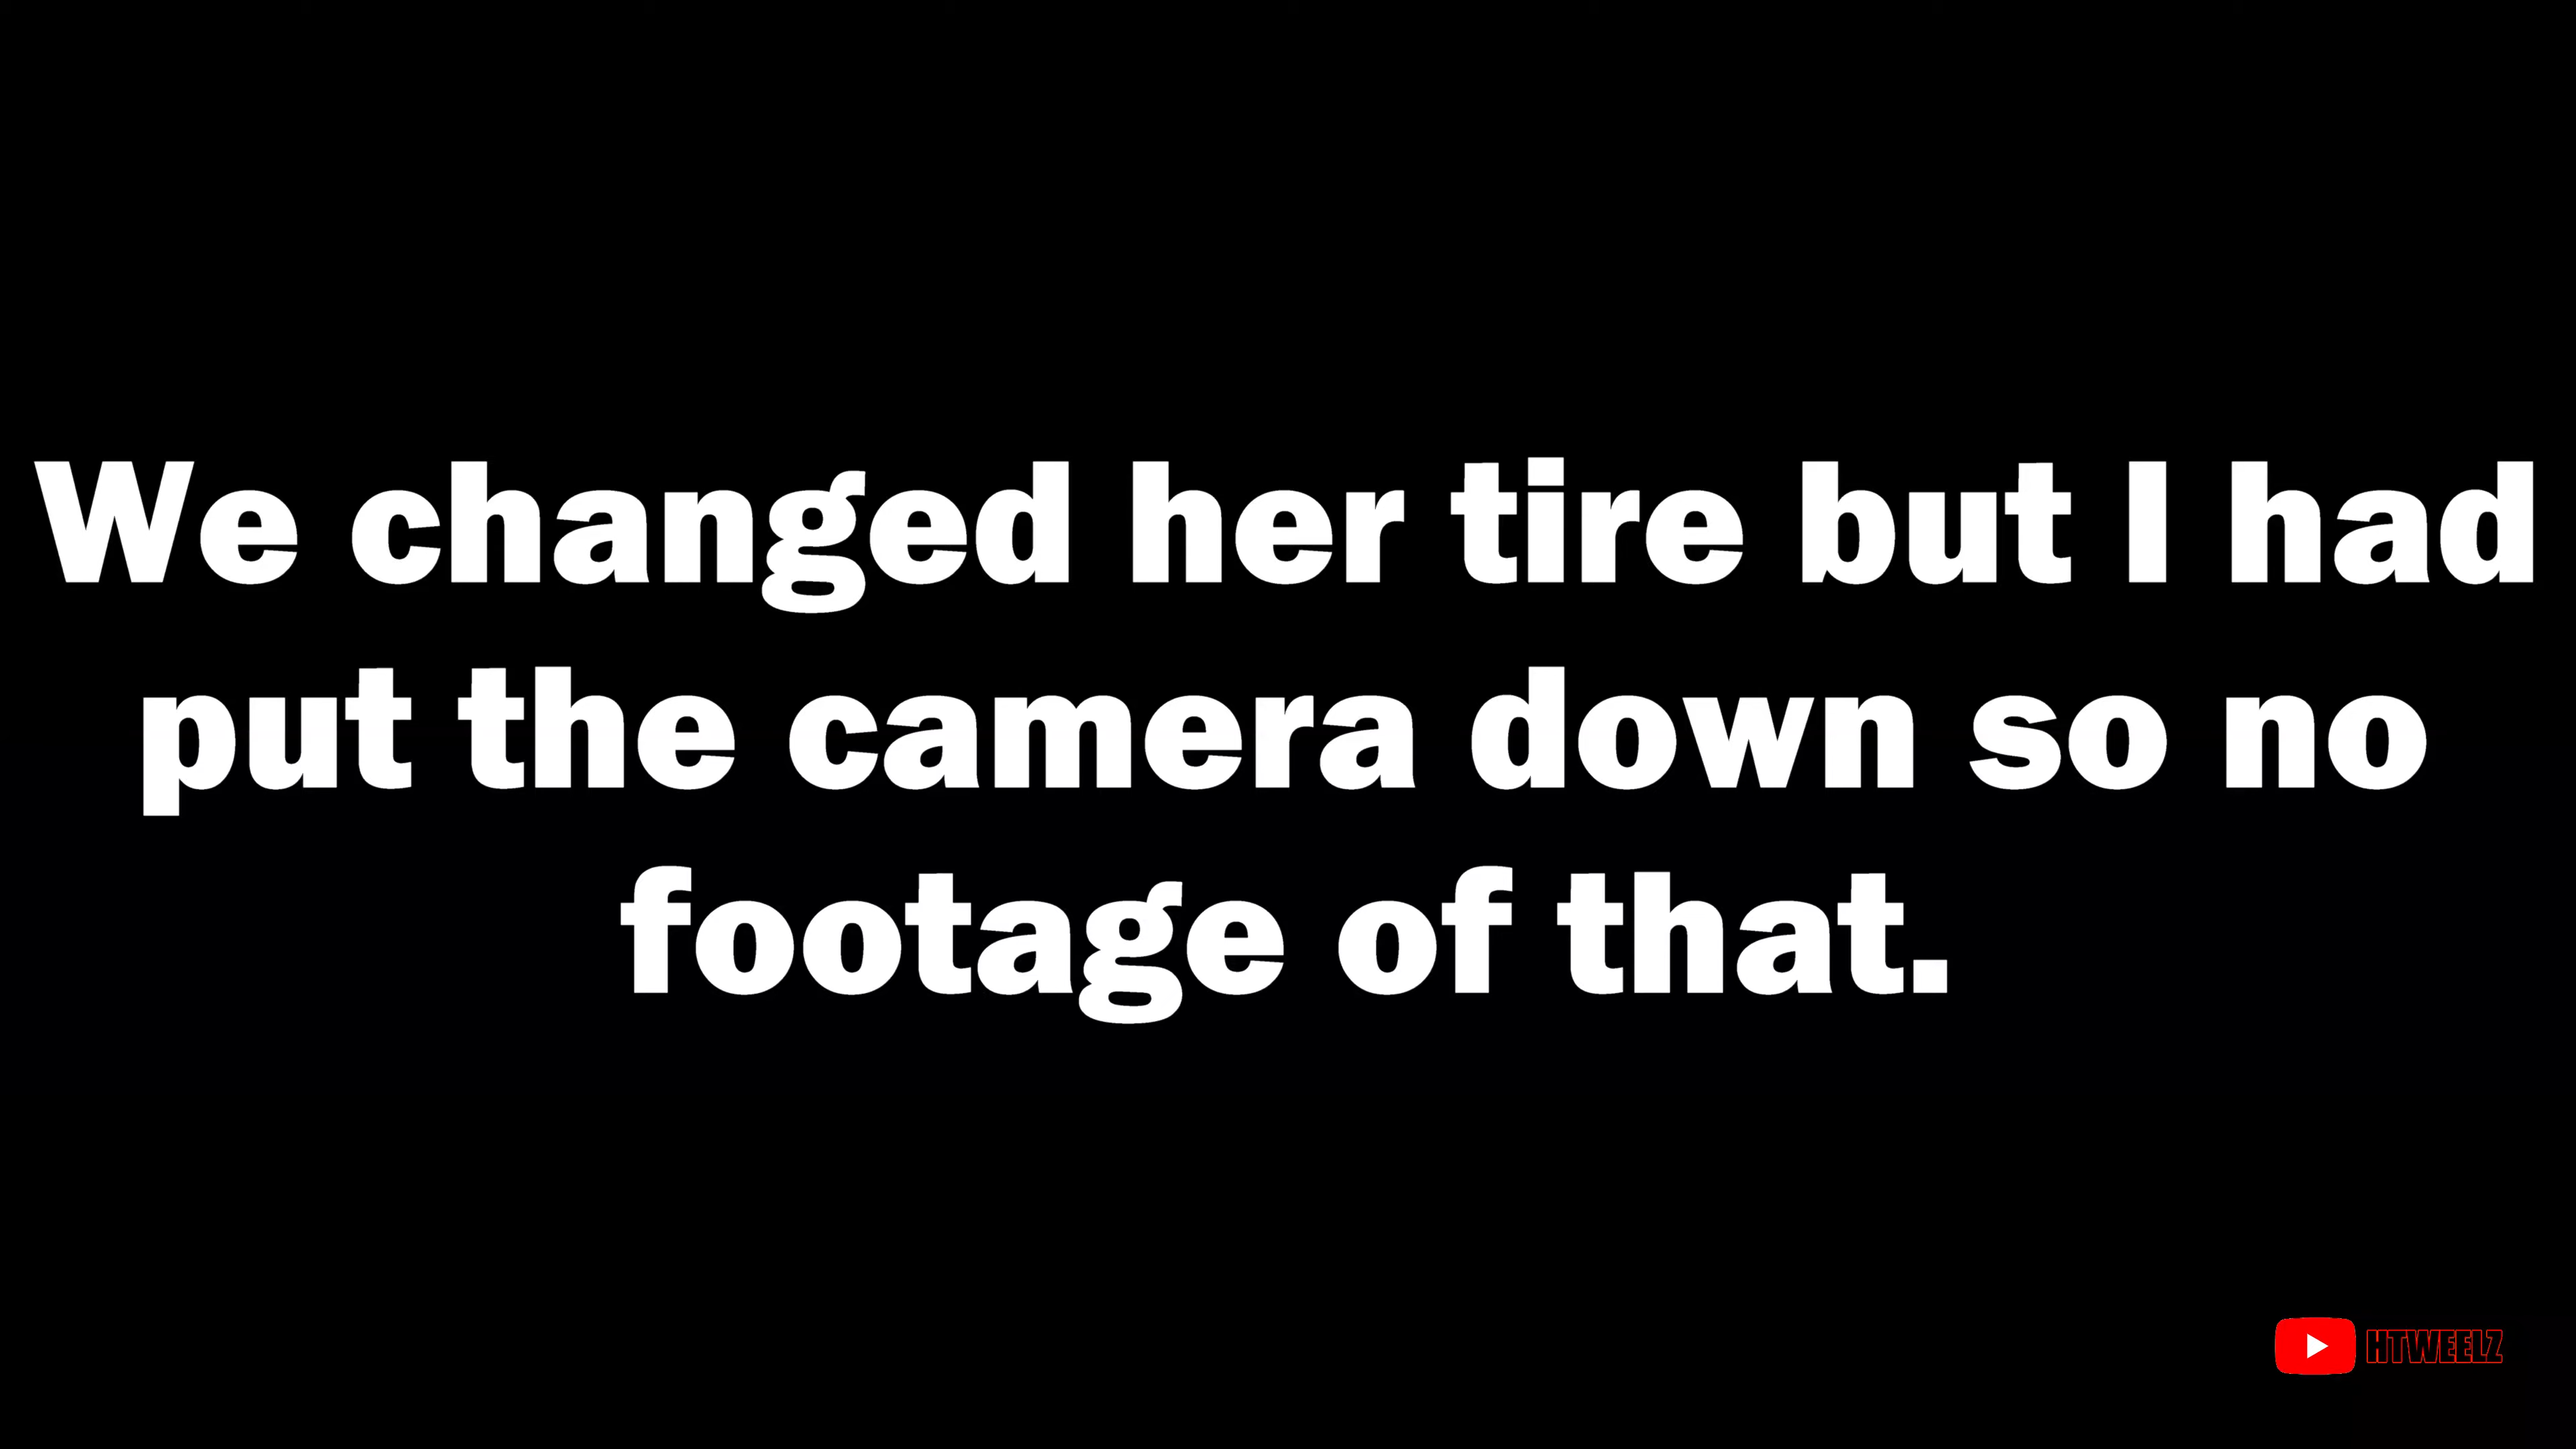 We changed her tire but I had
put the camera down so no
footage of that.
HTWEELZ